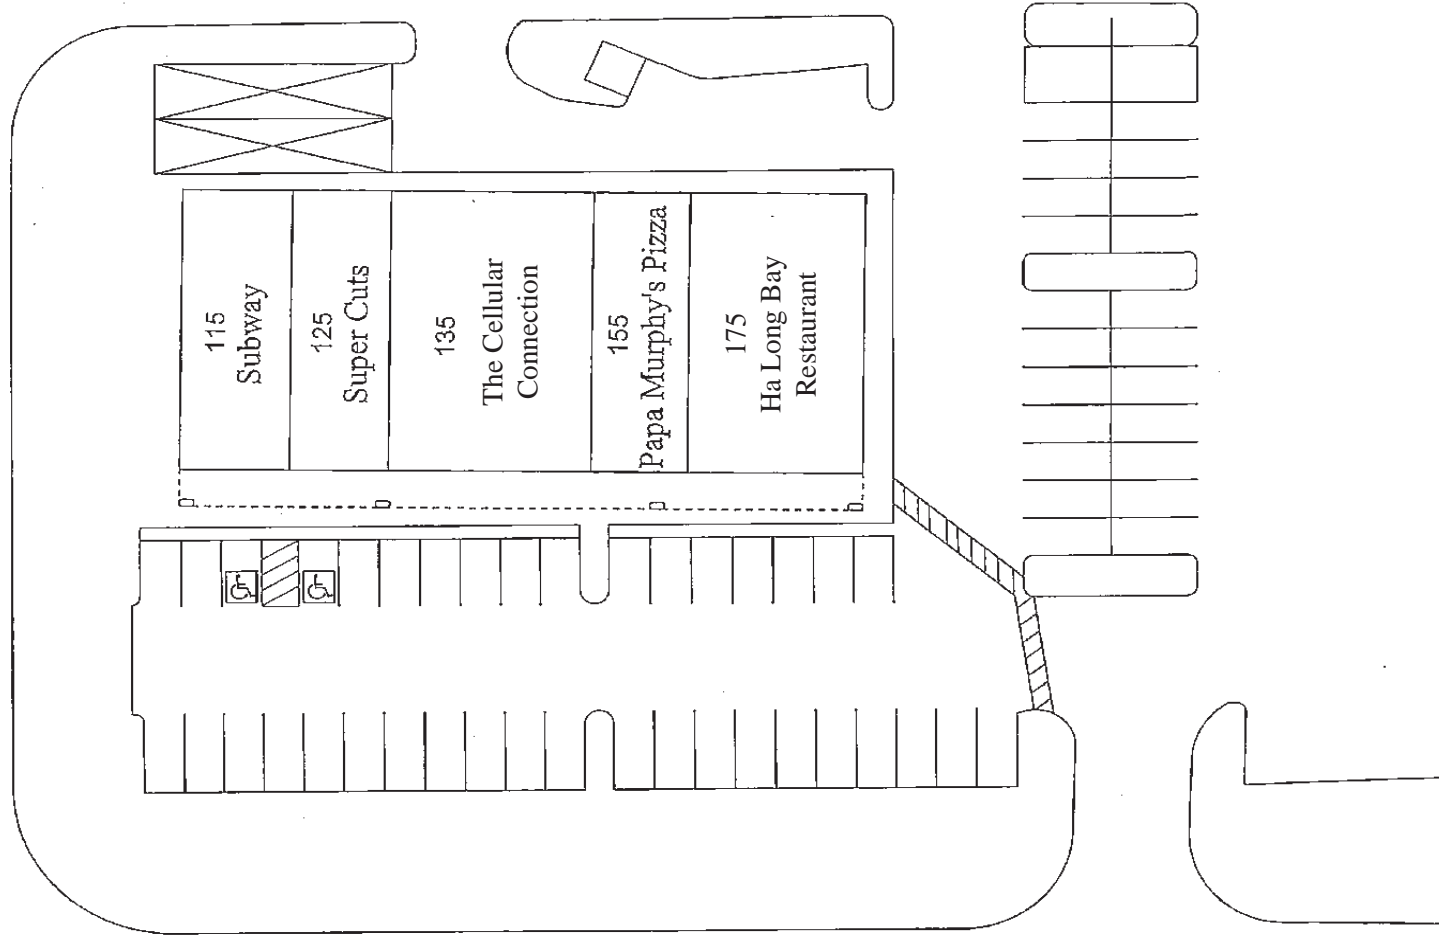 115
Subway
125
Super Cuts
135
The Cellular
Connection
155
Papa Murphy's Pizza
175
Ha Long Bay
Restaurant